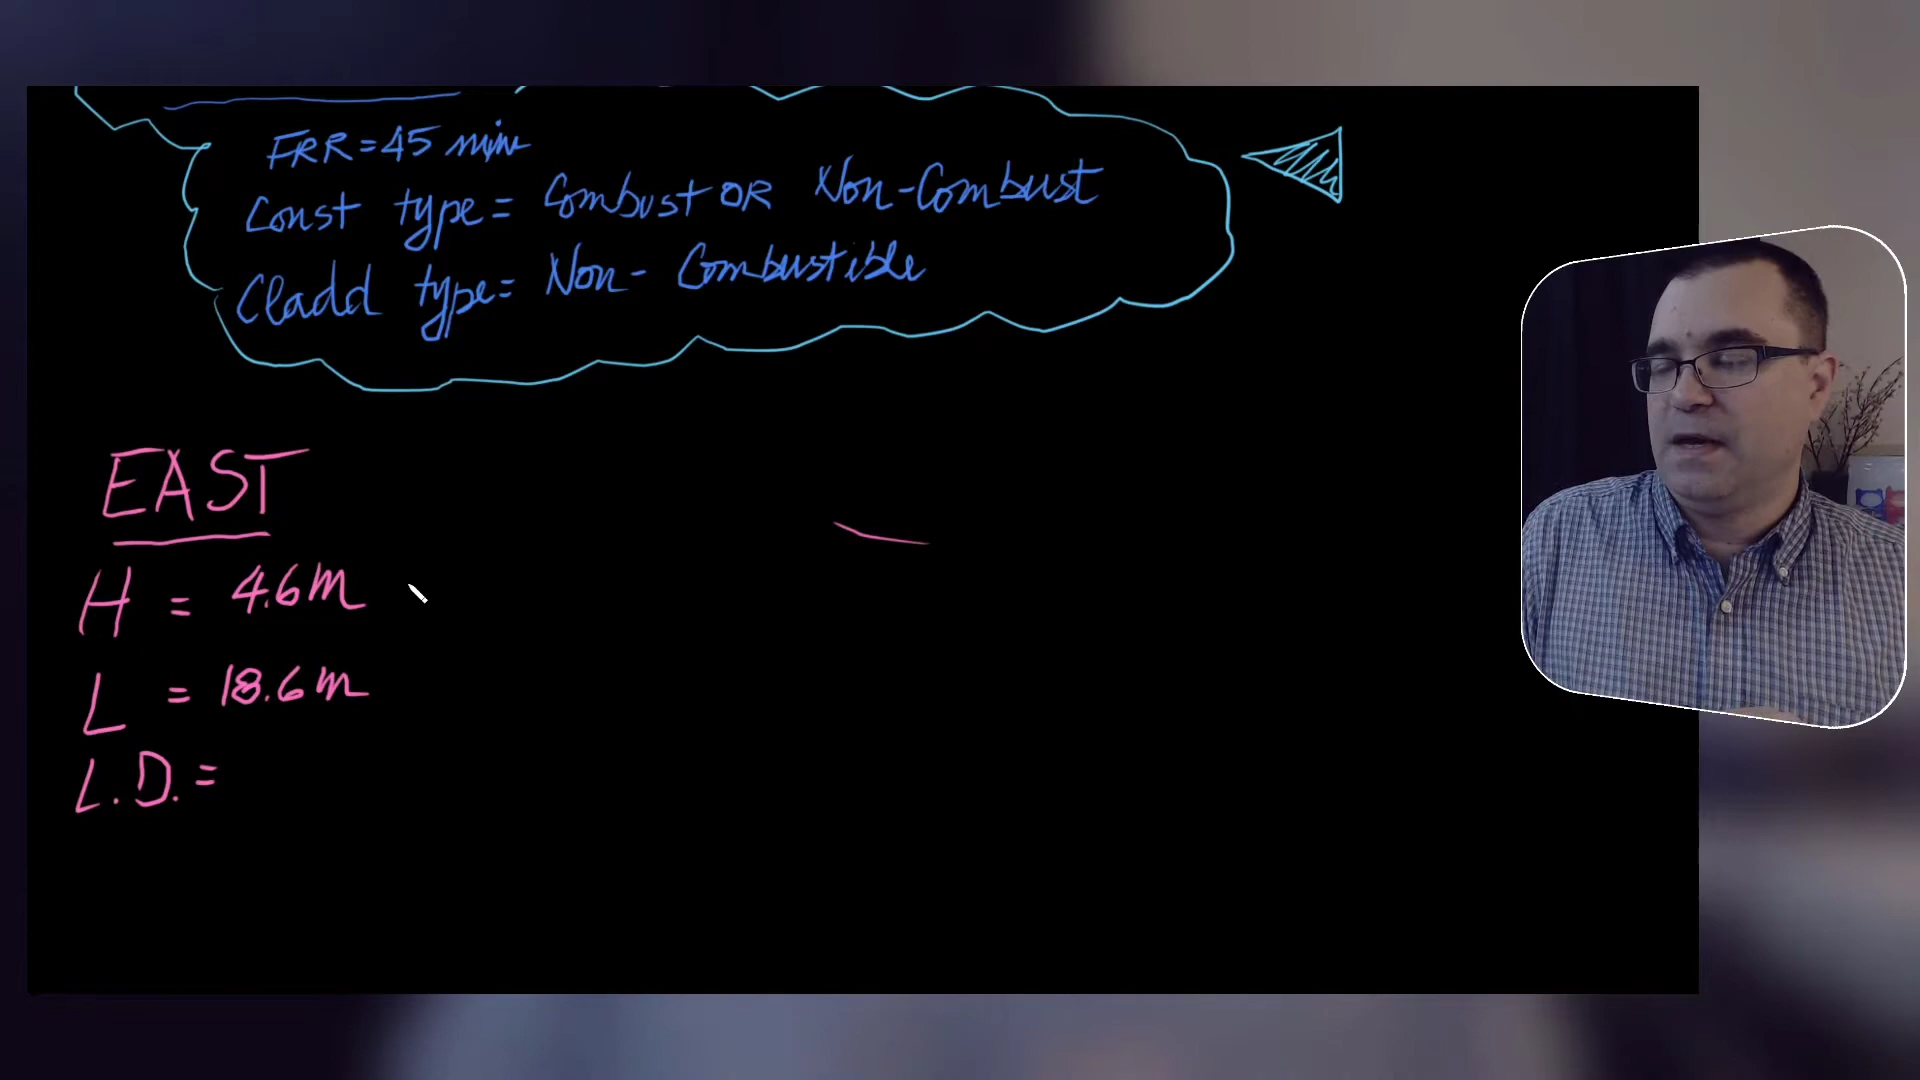 FRR = 45 min
Const type = Combust OR Non-Combust
Cladd type = Non-Combustible
EAST
H = 4.6m
L = 18.6m
L.D. =